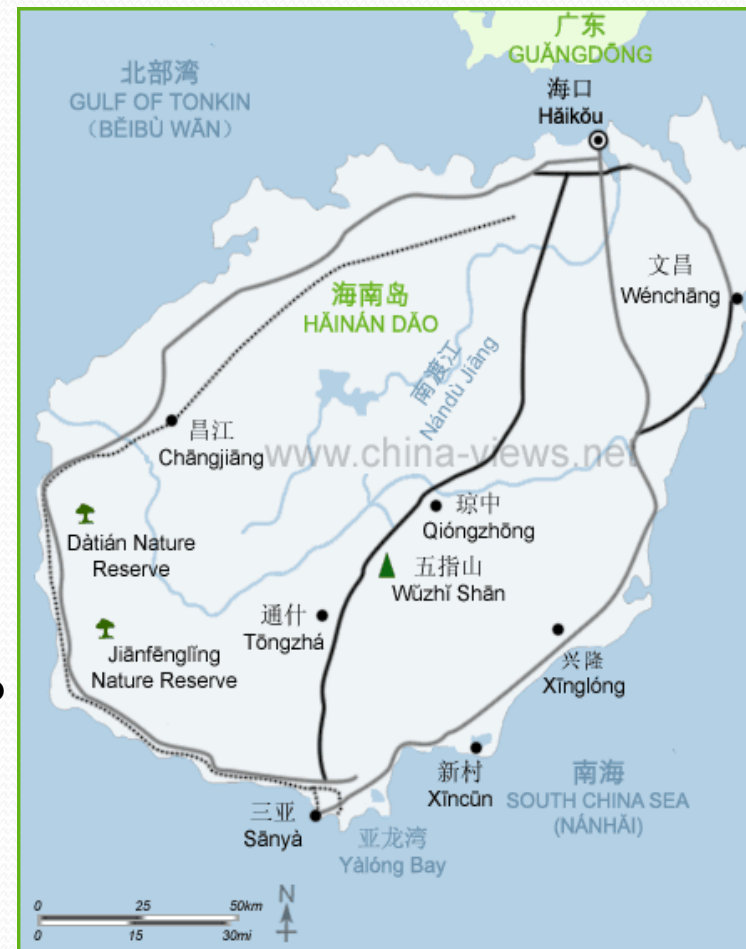 广东
GUǍNGDŌNG
北部湾
GULF OF TONKIN
（BĚIBÙ WĀN）
海口
Hǎikǒu
文昌
Wénchāng
海南岛
HǍINÁN DǍO
南渡江
Nándù Jiāng
昌江
Chāngjiāng
www.china-views.net
琼中
Qióngzhōng
Dàtián Nature
Reserve
五指山
Wǔzhǐ Shān
通什
Tōngzhá
Jiānfēnglǐng
Nature Reserve
兴隆
Xīnglóng
新村
Xīncūn
南海
SOUTH CHINA SEA
(NÁNHǍI)
三亚
Sānyà
亚龙湾
Yàlóng Bay
0 25 50km
0 15 30mi
N